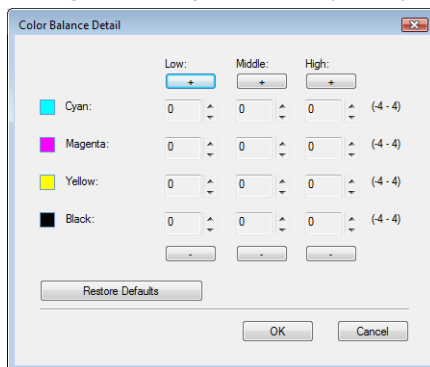 Color Balance Detail
Low: Middle: High:
+ + +
Cyan: 0 0 0 (-4 - 4)
Magenta: 0 0 0 (-4 - 4)
Yellow: 0 0 0 (-4 - 4)
Black: 0 0 0 (-4 - 4)
- - -
Restore Defaults
OK Cancel